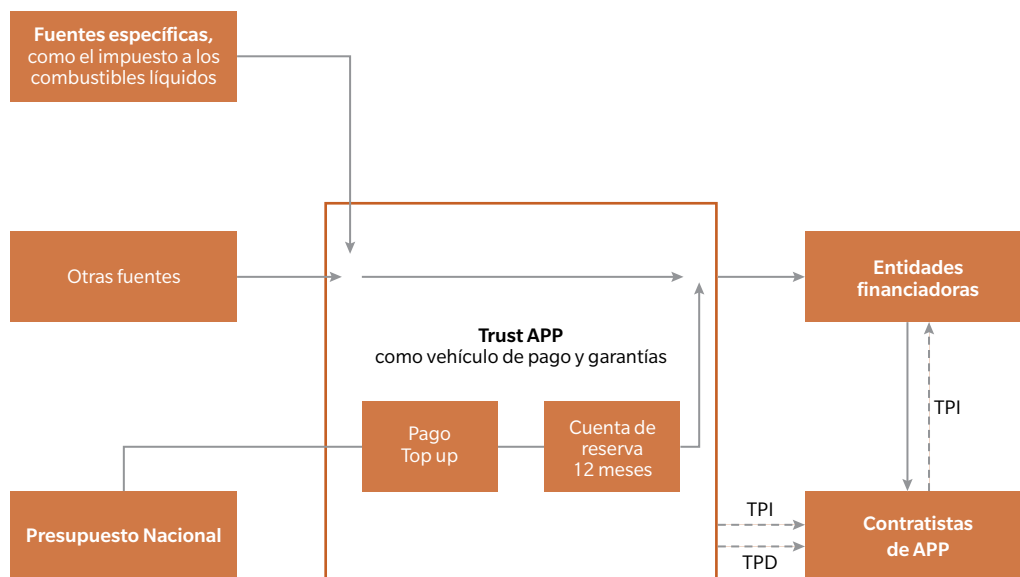 Fuentes específicas,
como el impuesto a los
combustibles líquidos
Otras fuentes
Entidades
financiadoras
Trust APP
como vehículo de pago y garantías
TPI
Pago
Top up
Cuenta de
reserva
12 meses
Presupuesto Nacional
TPI
TPD
Contratistas
de APP